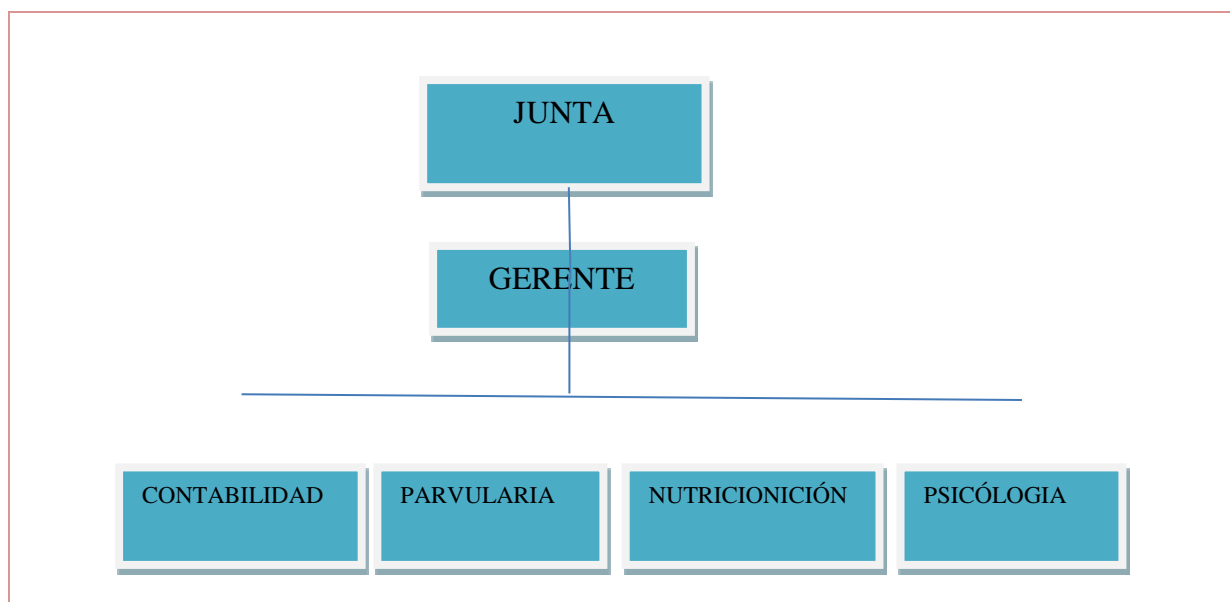 JUNTA
GERENTE
CONTABILIDAD
PARVULARIA
NUTRICIONICIÓN
PSICÓLOGIA